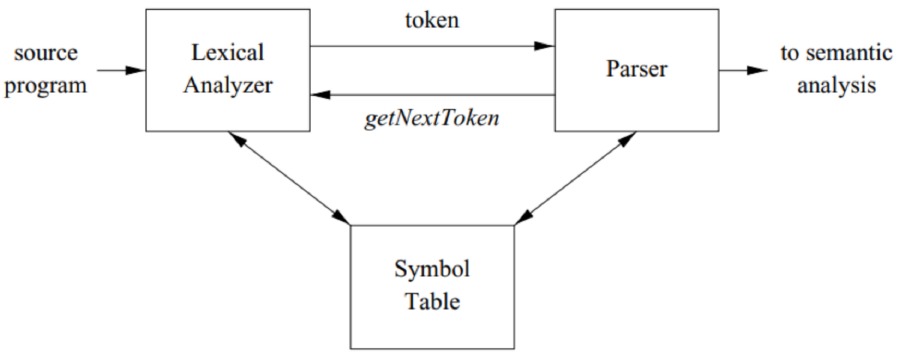 token
source
program
Lexical
Analyzer
Parser
to semantic
analysis
getNextToken
Symbol
Table